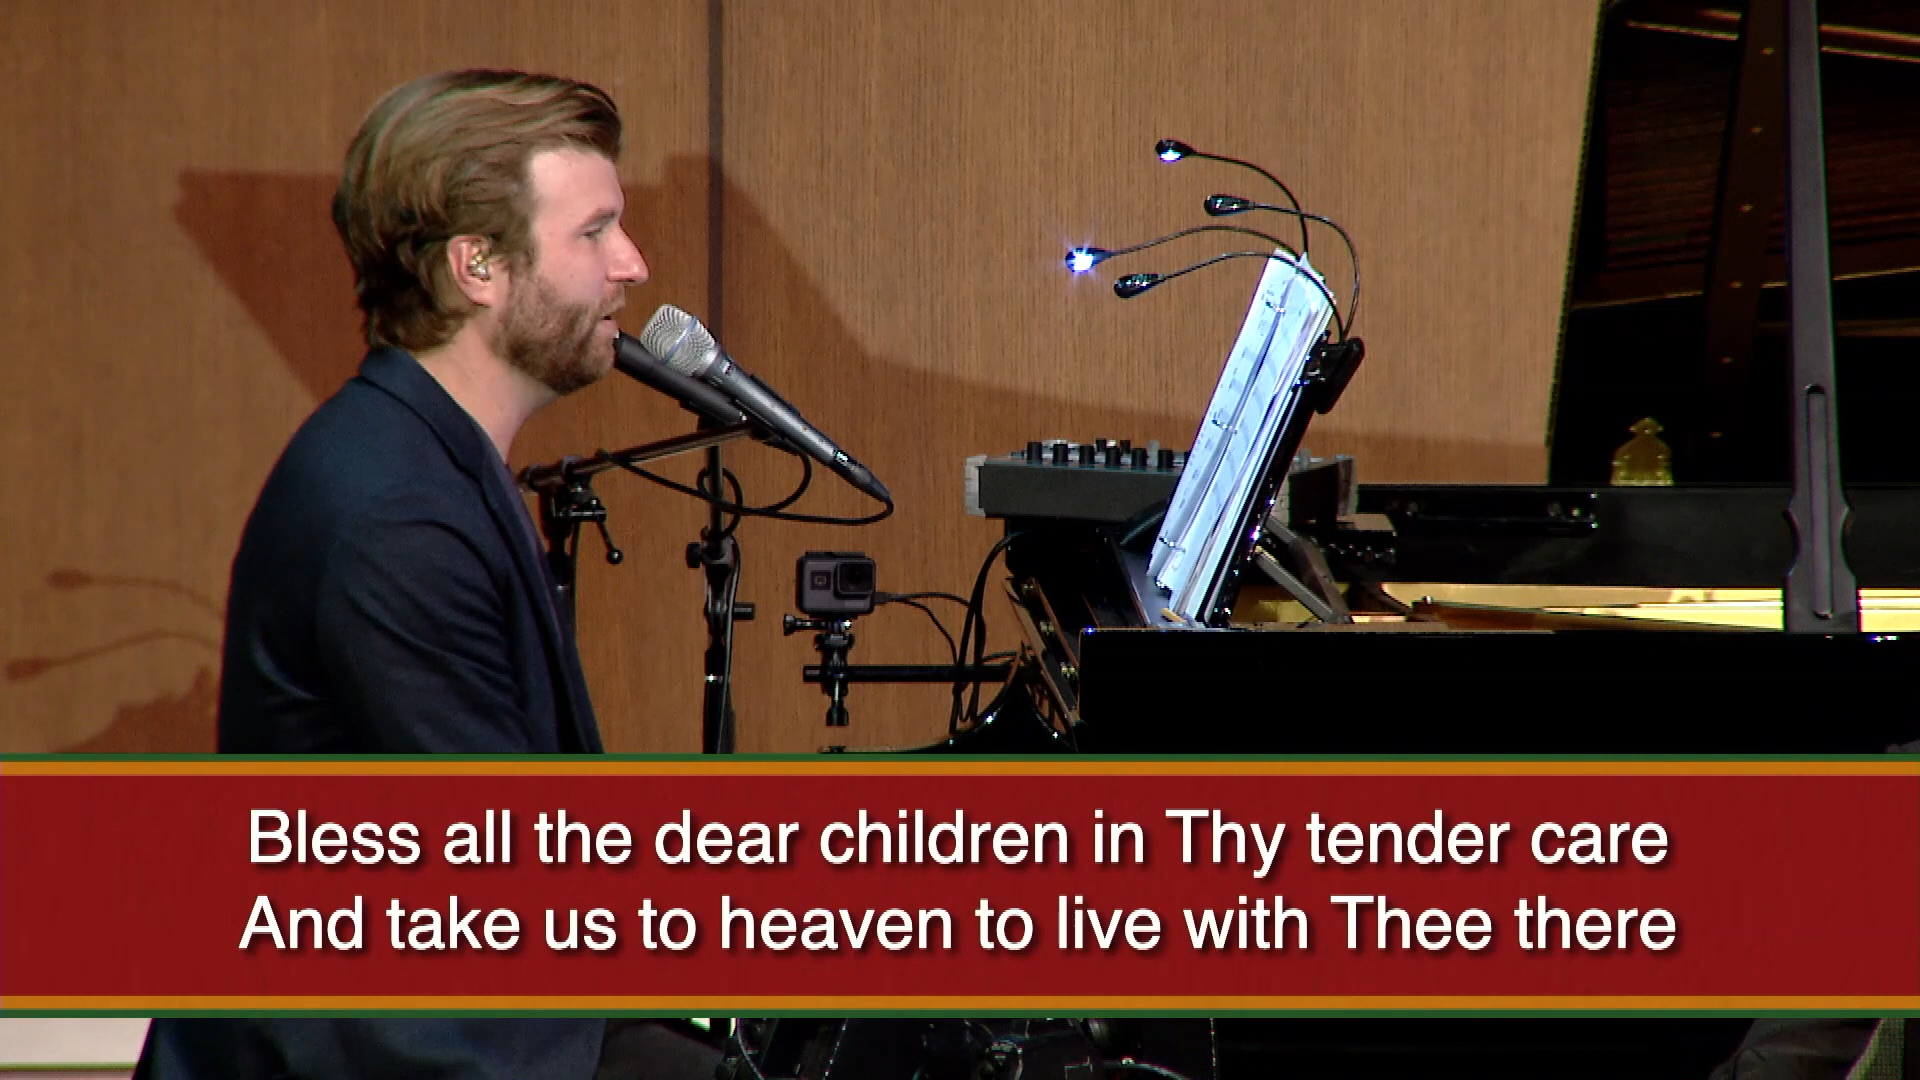 Bless all the dear children in Thy tender care
And take us to heaven to live with Thee there